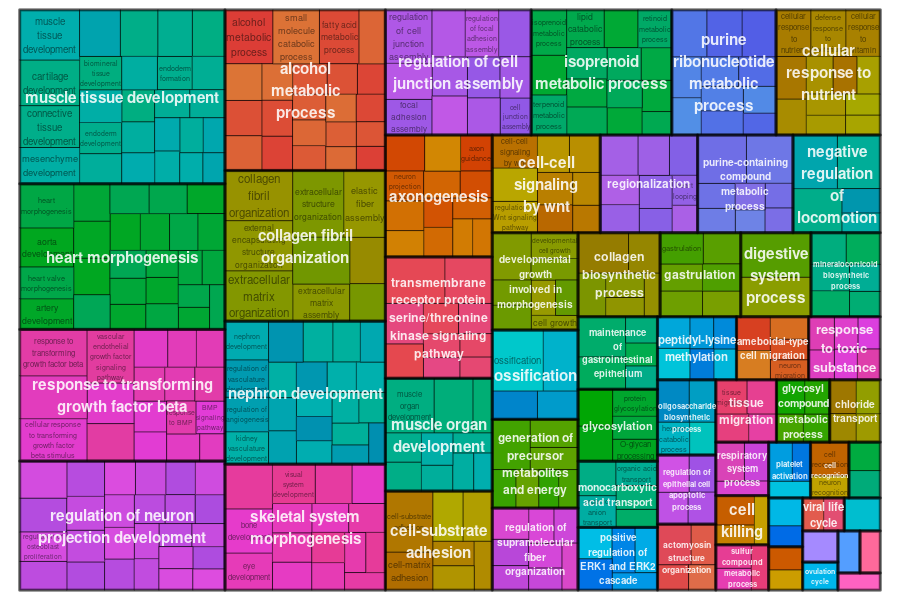 muscle
tissue
development
cartilage
development
biomineral
tissue
development
endoderm
formation
muscle tissue development
connective
tissue
development
endoderm
development
mesenchyme
development
heart
morphogenesis
aorta
development
heart morphogenesis
heart valve
morphogenesis
artery
development
response to
transforming
growth factor beta
vascular
endothelial
growth factor
signaling
pathway
response to transforming
growth factor beta
response
to BMP
BMP
signaling
pathway
cellular response
to transforming
growth factor
beta stimulus
regulation of neuron
projection development
regulation of
osteoblast
proliferation
alcohol
metabolic
process
small
molecule
catabolic
process
fatty acid
metabolic
process
alcohol
metabolic
process
collagen
fibril
organization
extracellular
structure
organization
elastic
fiber
assembly
external
encapsulating
structure
organization
collagen fibril
organization
extracellular
matrix
organization
extracellular
matrix
assembly
nephron
development
regulation of
vasculature
development
nephron development
regulation of
angiogenesis
kidney
vasculature
development
visual
system
development
skeletal system
morphogenesis
bone
development
eye
development
regulation
of cell
junction
assembly
regulation
of focal
adhesion
assembly
regulation of cell
junction assembly
focal
adhesion
assembly
cell
junction
assembly
isoprenoid
metabolic
process
lipid
catabolic
process
retinoid
metabolic
process
isoprenoid
metabolic process
terpenoid
metabolic
process
purine
ribonucleotide
metabolic
process
cellular
response
to
nutrient
defense
response
to
cellular
response
to
vitamin
cellular
response to
nutrient
axon
guidance
neuron
projection
axonogenesis
cell-cell
signaling
by wnt
cell-cell
signaling
by wnt
regulation
Wnt signaling
pathway
regionalization
looping
purine-containing
compound
metabolic
process
negative
regulation
of
locomotion
transmembrane
receptor protein
serine/threonine
kinase signaling
pathway
developmental
cell growth
developmental
growth
involved in
morphogenesis
cell growth
collagen
biosynthetic
process
gastrulation
gastrulation
digestive
system
process
mineralocorticoid
biosynthetic
process
muscle
organ
development
muscle organ
development
ossification
ossification
maintenance
of
gastrointestinal
epithelium
peptidyl-lysine
methylation
ameboidal-type
cell migration
neuron
migration
response
to toxic
substance
generation of
precursor
metabolites
and energy
protein
glycosylation
glycosylation
O-glycan
processing
oligosaccharide
biosynthetic
process
catabolic
process
tissue
tissue
migration
glycosyl
compound
metabolic
process
chloride
transport
cell-substrate
adhesion
cell-substrate
adhesion
cell-matrix
adhesion
regulation of
supramolecular
fiber
organization
organic acid
transport
monocarboxylic
acid transport
anion
transport
positive
regulation of
ERK1 and ERK2
cascade
regulation of
epithelial cell
apoptotic
process
actomyosin
structure
organization
respiratory
system
process
platelet
activation
cell
recognition
cell
recognition
neuron
recognition
cell
killing
viral life
cycle
sulfur
compound
metabolic
process
ovulation
cycle